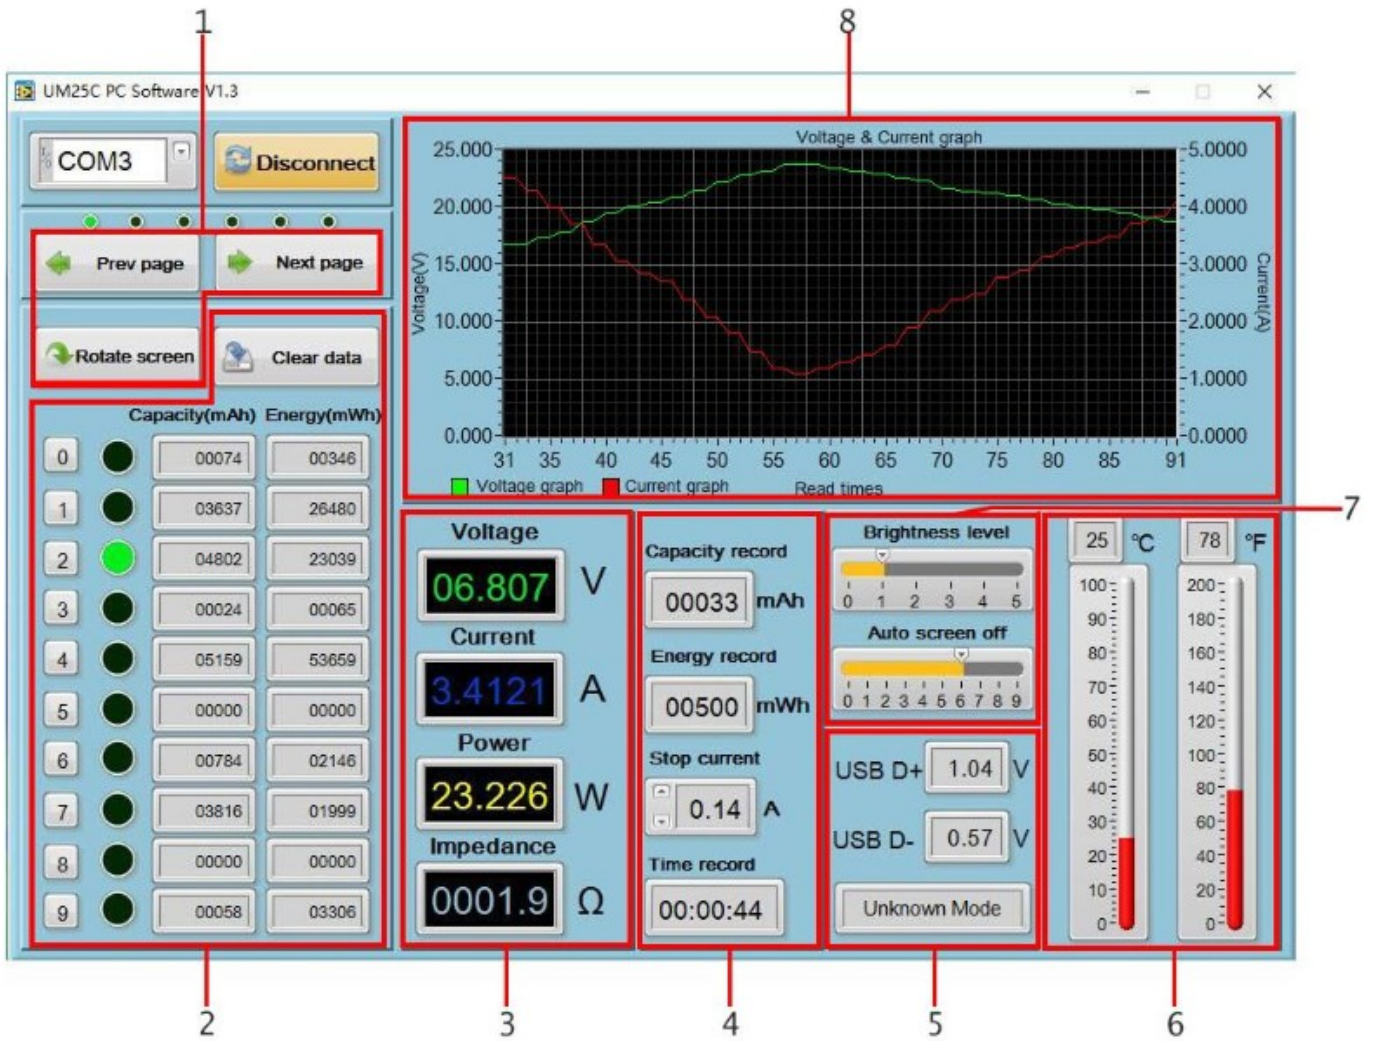 1
8
UM25C PC Software V1.3
COM3
Disconnect
Prev page
Next page
Rotate screen
Clear data
Capacity(mAh) Energy(mWh)
0 00074 00346
1 03637 26480
2 04802 23039
3 00024 00065
4 05159 53659
5 00000 00000
6 00784 02146
7 03816 01999
8 00000 00000
9 00058 03306
Voltage & Current graph
25.000
20.000
15.000
10.000
5.000
0.000
Voltage(V)
5.0000
4.0000
3.0000
2.0000
1.0000
0.0000
Current(A)
31 35 40 45 50 55 60 65 70 75 80 85 91
Voltage graph Current graph Read times
7
Voltage
06.807 V
Current
3.4121 A
Power
23.226 W
Impedance
0001.9 Ω
Capacity record
00033 mAh
Energy record
00500 mWh
Stop current
0.14 A
Time record
00:00:44
Brightness level
0 1 2 3 4 5
Auto screen off
0 1 2 3 4 5 6 7 8 9
USB D+ 1.04 V
USB D- 0.57 V
Unknown Mode
25 °C
100
90
80
70
60
50
40
30
20
10
0
78 °F
200
180
160
140
120
100
80
60
40
20
0
2
3
4
5
6